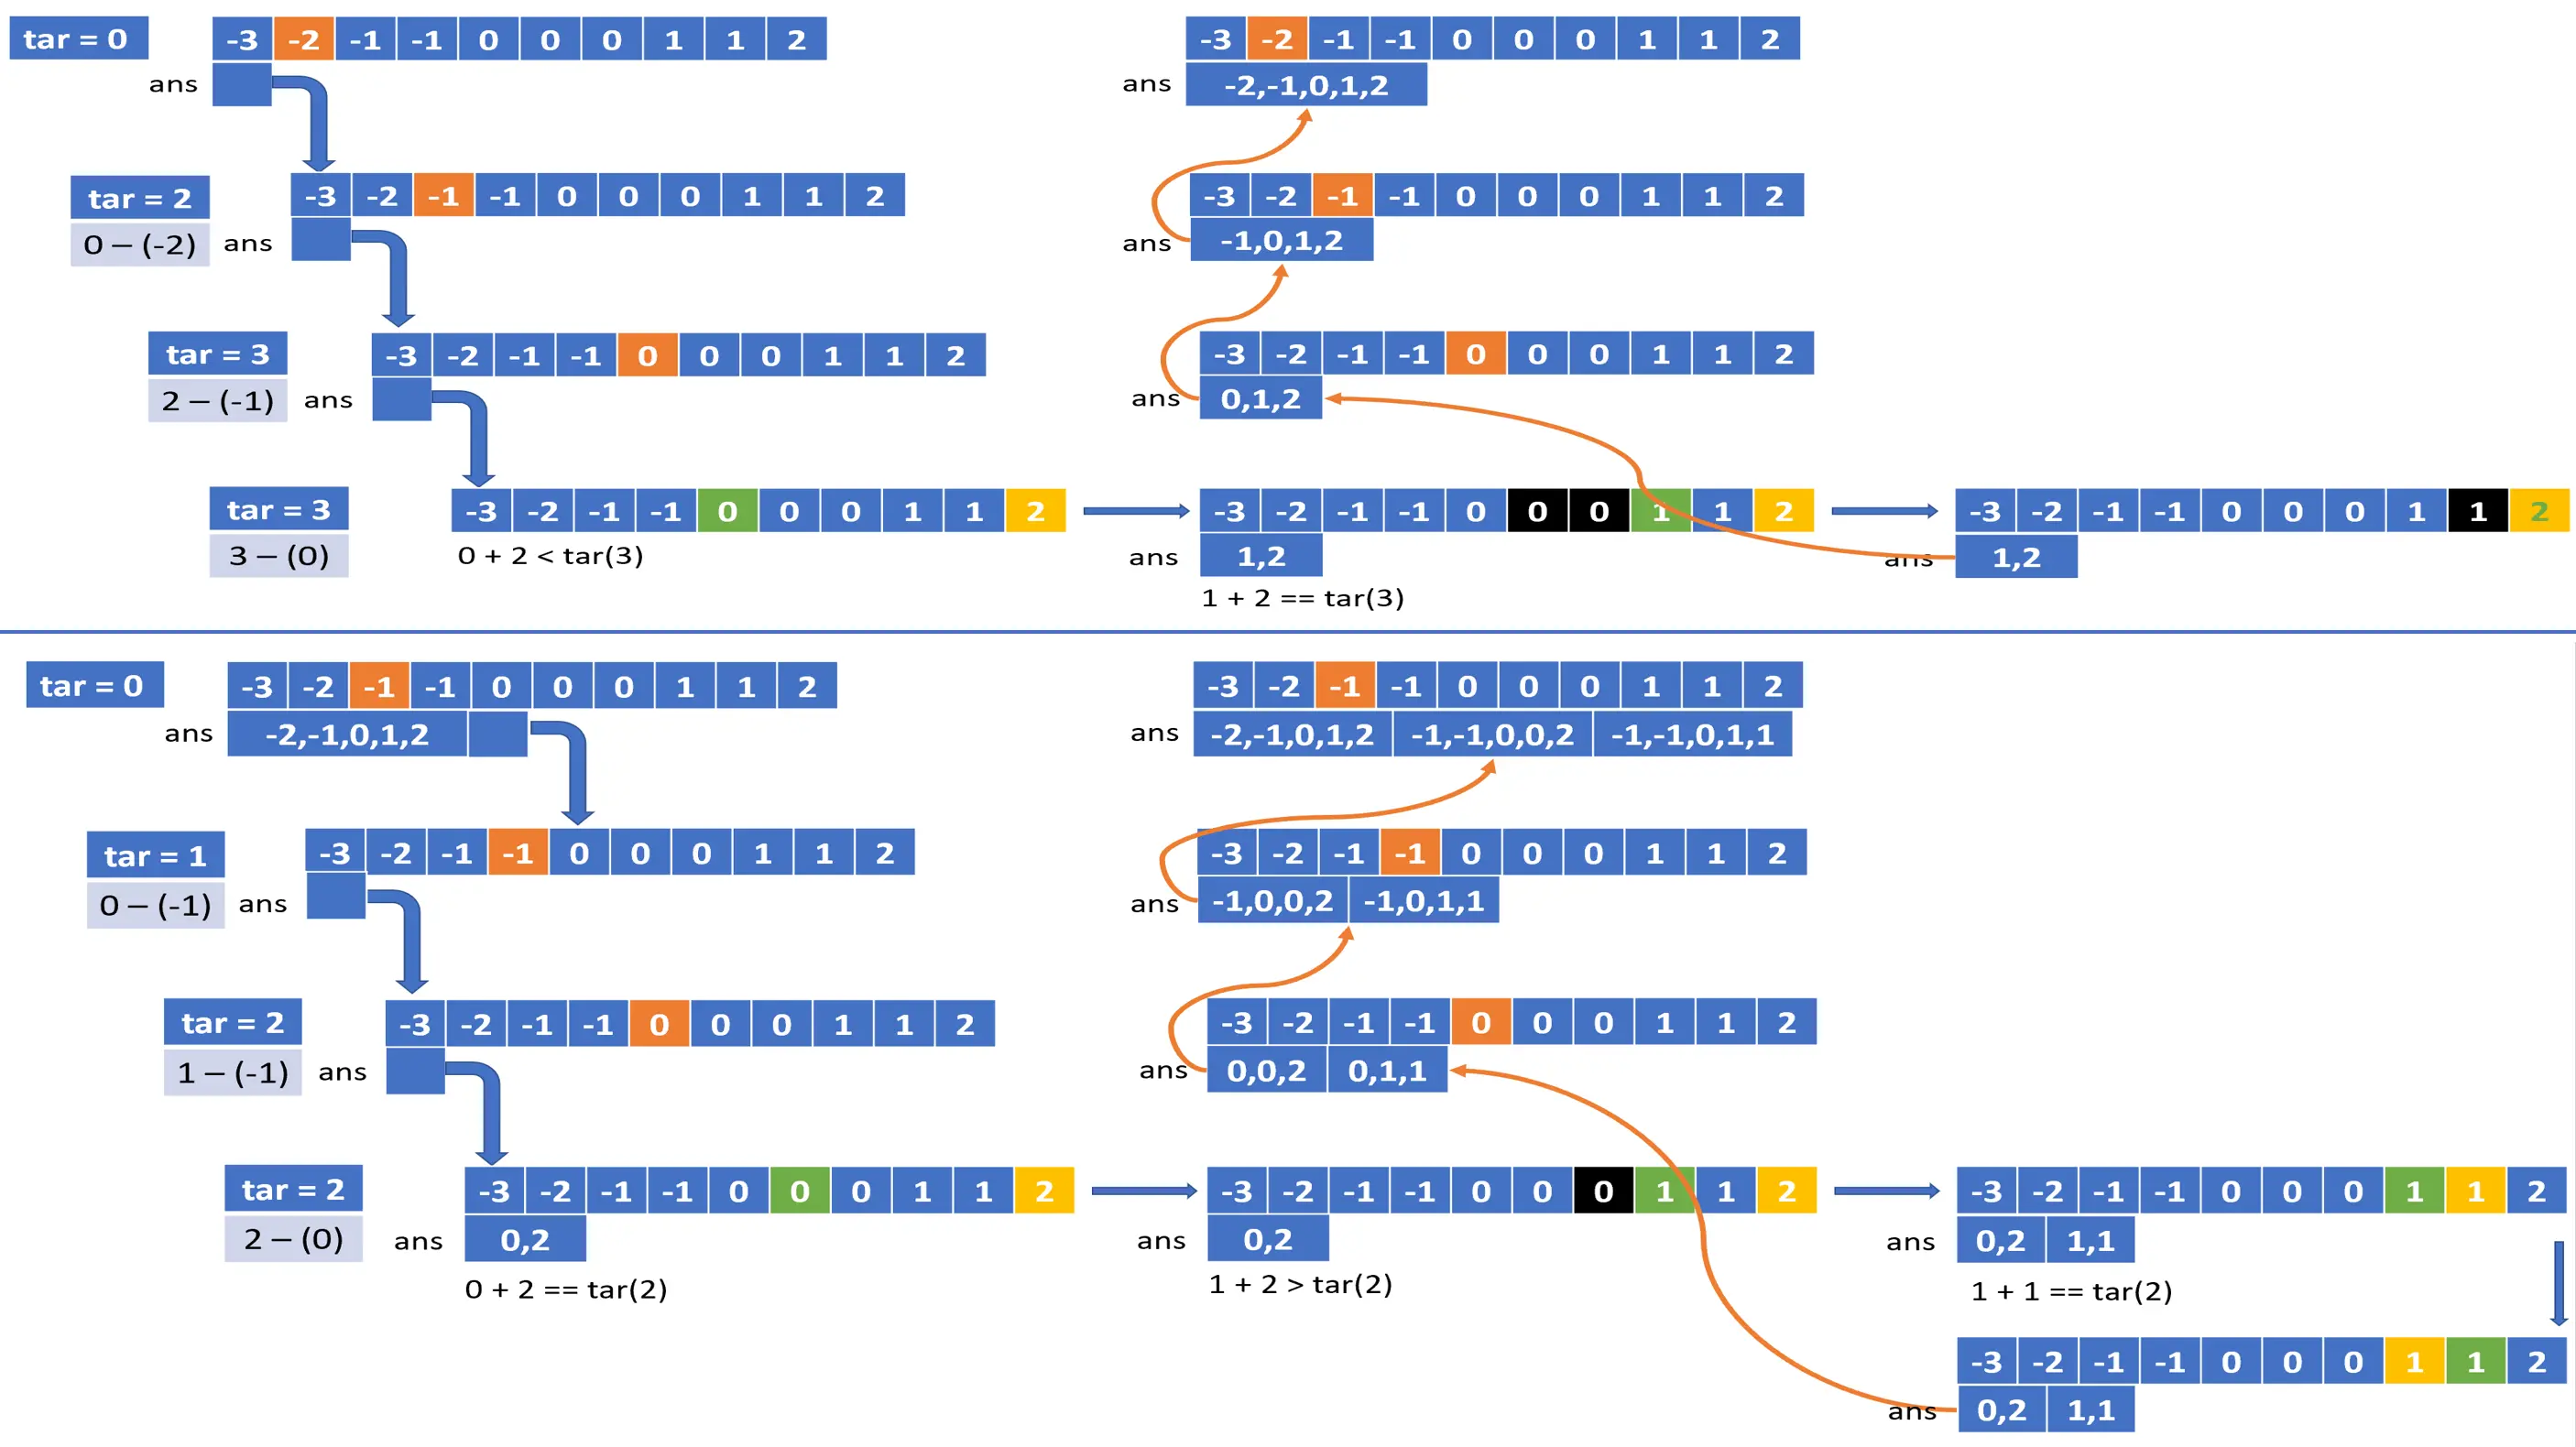 tar = 0 -3 -2 -1 -1 0 0 0 1 1 2
ans
tar = 2 -3 -2 -1 -1 0 0 0 1 1 2
0 – (-2) ans
tar = 3 -3 -2 -1 -1 0 0 0 1 1 2
2 – (-1) ans
tar = 3 -3 -2 -1 -1 0 0 0 1 1 2
3 – (0) 0 + 2 < tar(3)
-3 -2 -1 -1 0 0 0 1 1 2
ans -2,-1,0,1,2
-3 -2 -1 -1 0 0 0 1 1 2
ans -1,0,1,2
-3 -2 -1 -1 0 0 0 1 1 2
ans 0,1,2
-3 -2 -1 -1 0 0 0 1 1 2
ans 1,2
1 + 2 == tar(3)
-3 -2 -1 -1 0 0 0 1 1 2
ans 1,2
tar = 0 -3 -2 -1 -1 0 0 0 1 1 2
ans -2,-1,0,1,2
tar = 1 -3 -2 -1 -1 0 0 0 1 1 2
0 – (-1) ans
tar = 2 -3 -2 -1 -1 0 0 0 1 1 2
1 – (-1) ans
tar = 2 -3 -2 -1 -1 0 0 0 1 1 2
2 – (0) ans 0,2
0 + 2 == tar(2)
-3 -2 -1 -1 0 0 0 1 1 2
ans -2,-1,0,1,2 -1,-1,0,0,2 -1,-1,0,1,1
-3 -2 -1 -1 0 0 0 1 1 2
ans -1,0,0,2 -1,0,1,1
-3 -2 -1 -1 0 0 0 1 1 2
ans 0,0,2 0,1,1
-3 -2 -1 -1 0 0 0 1 1 2
ans 0,2
1 + 2 > tar(2)
-3 -2 -1 -1 0 0 0 1 1 2
ans 0,2 1,1
1 + 1 == tar(2)
-3 -2 -1 -1 0 0 0 1 1 2
ans 0,2 1,1